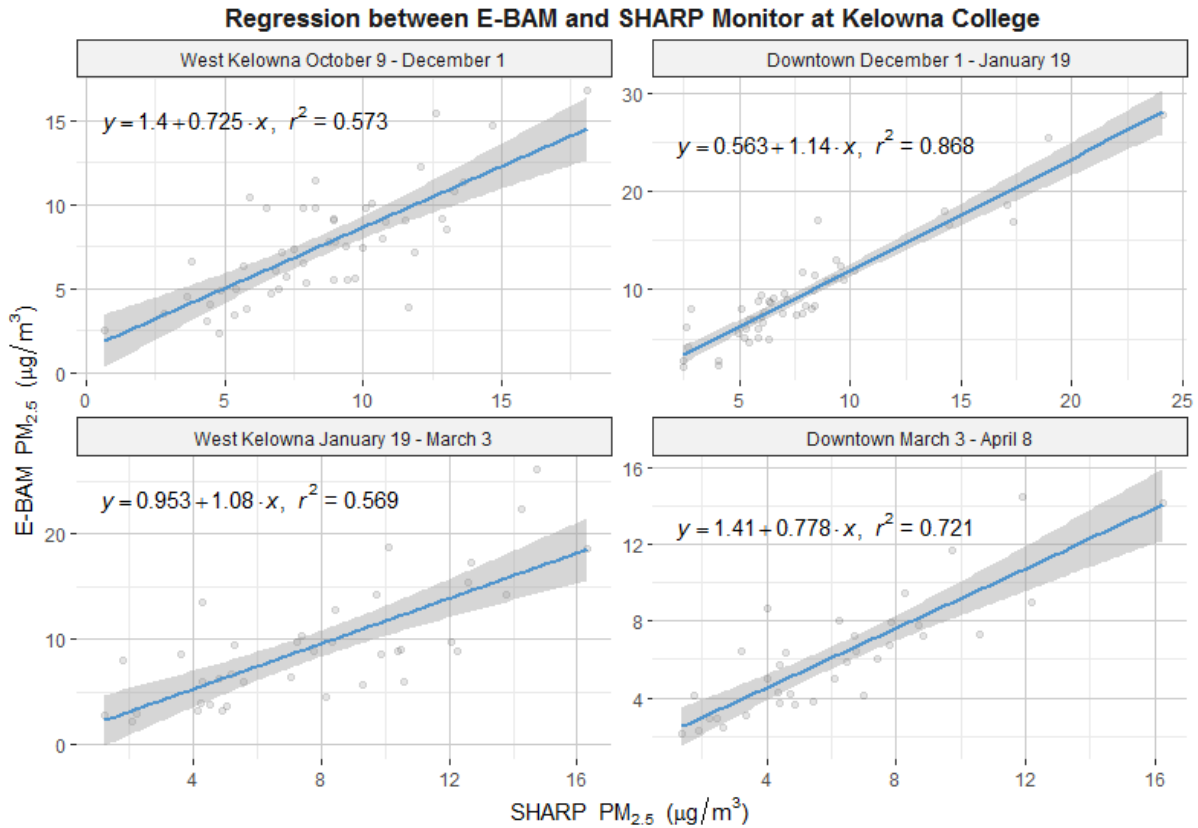 Regression between E-BAM and SHARP Monitor at Kelowna College
West Kelowna October 9 - December 1
y = 1.4 + 0.725 · x, r² = 0.573
15
10
5
0
0
5
10
15
Downtown December 1 - January 19
y = 0.563 + 1.14 · x, r² = 0.868
30
20
10
5
10
15
20
25
West Kelowna January 19 - March 3
y = 0.953 + 1.08 · x, r² = 0.569
20
10
0
4
8
12
16
Downtown March 3 - April 8
y = 1.41 + 0.778 · x, r² = 0.721
16
12
8
4
4
8
12
16
E-BAM PM₂.₅ (μg/m³)
SHARP PM₂.₅ (μg/m³)